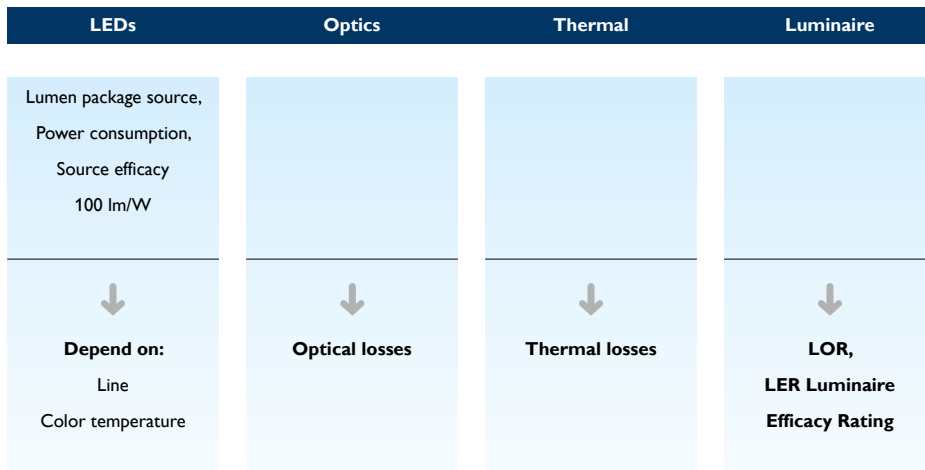 LEDs
Optics
Thermal
Luminaire
Lumen package source,
Power consumption,
Source efficacy
100 lm/W
Depend on:
Line
Color temperature
Optical losses
Thermal losses
LOR,
LER Luminaire
Efficacy Rating